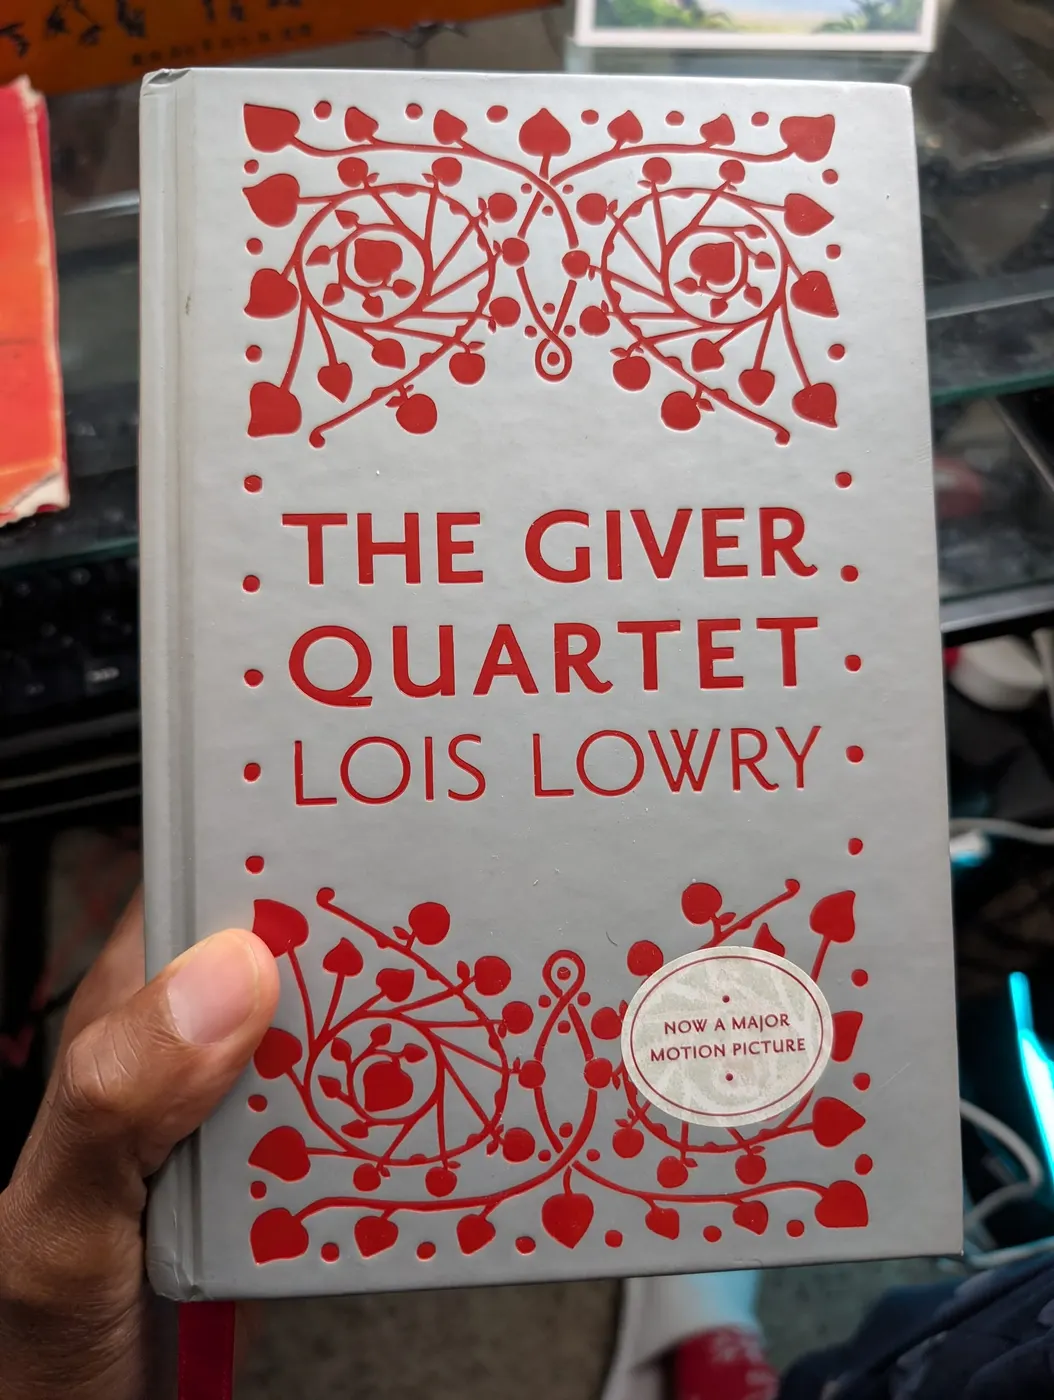 THE GIVER
QUARTET
LOIS LOWRY
NOW A MAJOR
MOTION PICTURE